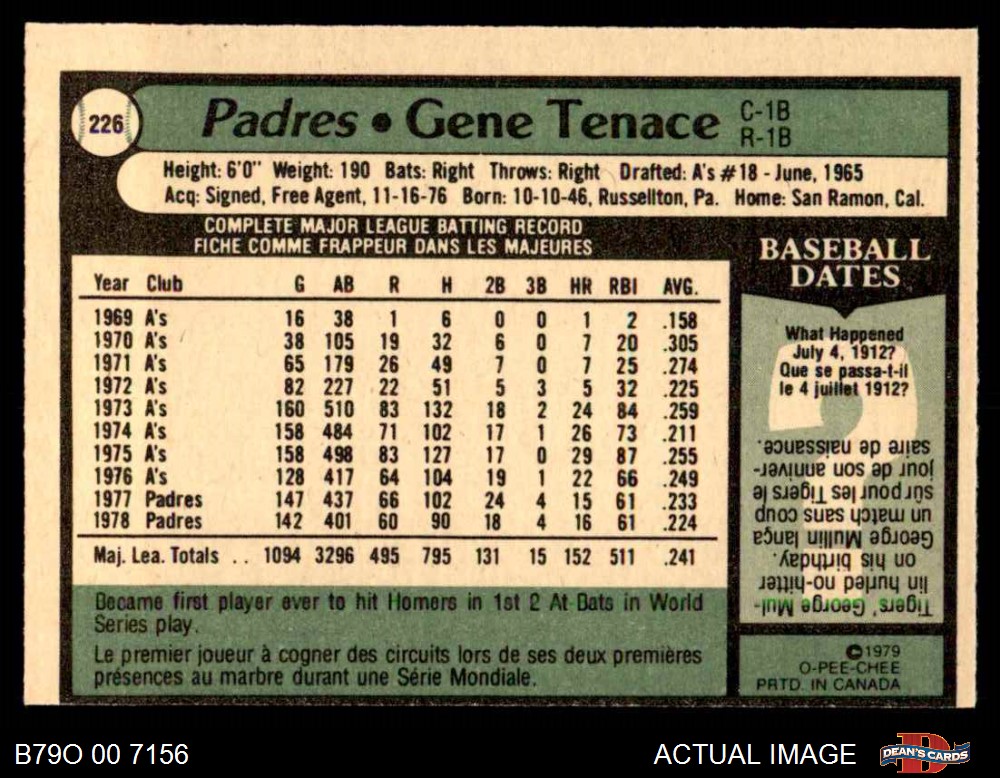 226
Padres • Gene Tenace
C-1B
R-1B
Height: 6'0" Weight: 190 Bats: Right Throws: Right Drafted: A's #18 - June, 1965
Acq: Signed, Free Agent, 11-16-76 Born: 10-10-46, Russellton, Pa. Home: San Ramon, Cal.
COMPLETE MAJOR LEAGUE BATTING RECORD
FICHE COMME FRAPPEUR DANS LES MAJEURES
Year Club G AB R H 2B 3B HR RBI AVG.
1969 A's 16 38 1 6 0 0 1 2 .158
1970 A's 38 105 19 32 6 0 7 20 .305
1971 A's 65 179 26 49 7 0 7 25 .274
1972 A's 82 227 22 51 5 3 5 32 .225
1973 A's 160 510 83 132 18 2 24 84 .259
1974 A's 158 484 71 102 17 1 26 73 .211
1975 A's 158 498 83 127 17 0 29 87 .255
1976 A's 128 417 64 104 19 1 22 66 .249
1977 Padres 147 437 66 102 24 4 15 61 .233
1978 Padres 142 401 60 90 18 4 16 61 .224
Maj. Lea. Totals .. 1094 3296 495 795 131 15 152 511 .241
Became first player ever to hit Homers in 1st 2 At-Bats in World
Series play.
Le premier joueur à cogner des circuits lors de ses deux premières
présences au marbre durant une Série Mondiale.
BASEBALL
DATES
What Happened
July 4, 1912?
Que se passa-t-il
le 4 juillet 1912?
Tigers' George Mul-
lin hurled no-hitter
on his birthday.
George Mullin lança
un match sans coup
sûr pour les Tigers le
jour de son anniver-
saire de naissance.
©1979
O-PEE-CHEE
PRTD. IN CANADA
B79O 00 7156
ACTUAL IMAGE
DEAN'S CARDS